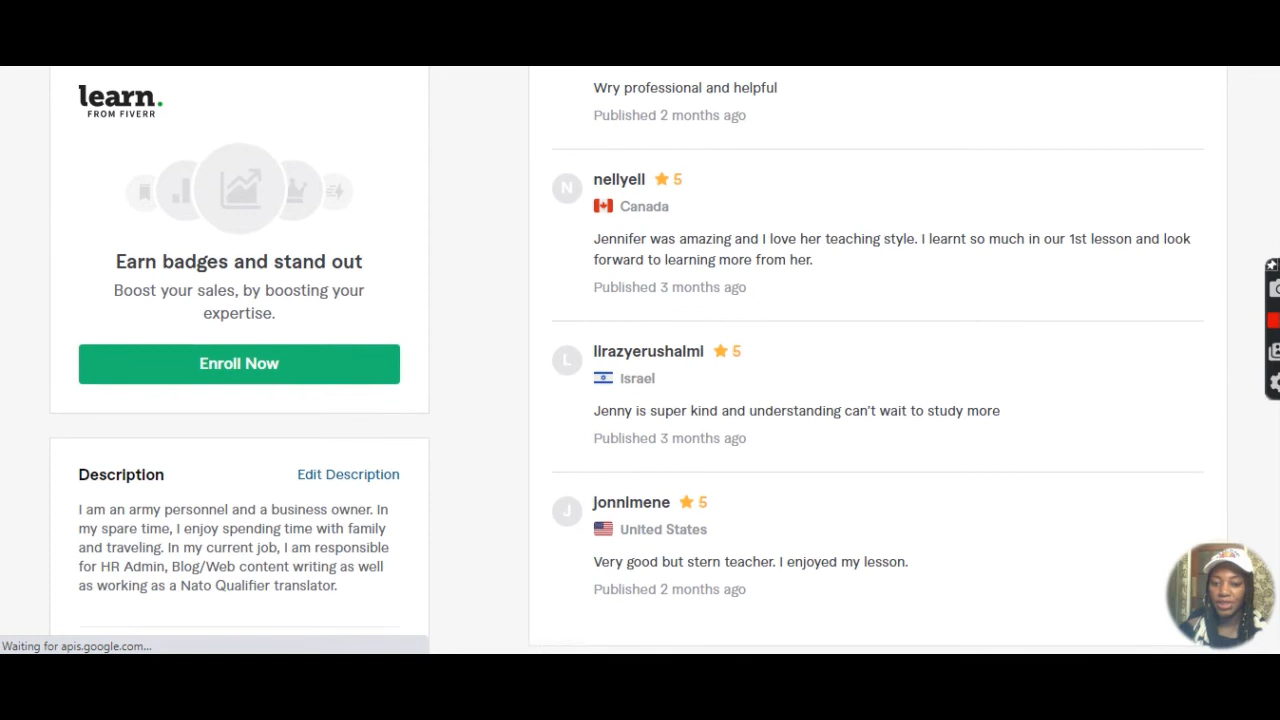 learn.
FROM FIVERR
Earn badges and stand out
Boost your sales, by boosting your
expertise.
Enroll Now
Description
Edit Description
I am an army personnel and a business owner. In
my spare time, I enjoy spending time with family
and traveling. In my current job, I am responsible
for HR Admin, Blog/Web content writing as well
as working as a Nato Qualifier translator.
Waiting for apis.google.com...
Wry professional and helpful
Published 2 months ago
N
nellyell 5
Canada
Jennifer was amazing and I love her teaching style. I learnt so much in our 1st lesson and look
forward to learning more from her.
Published 3 months ago
L
lirazyerushalmi 5
Israel
Jenny is super kind and understanding can't wait to study more
Published 3 months ago
J
jonnimene 5
United States
Very good but stern teacher. I enjoyed my lesson.
Published 2 months ago